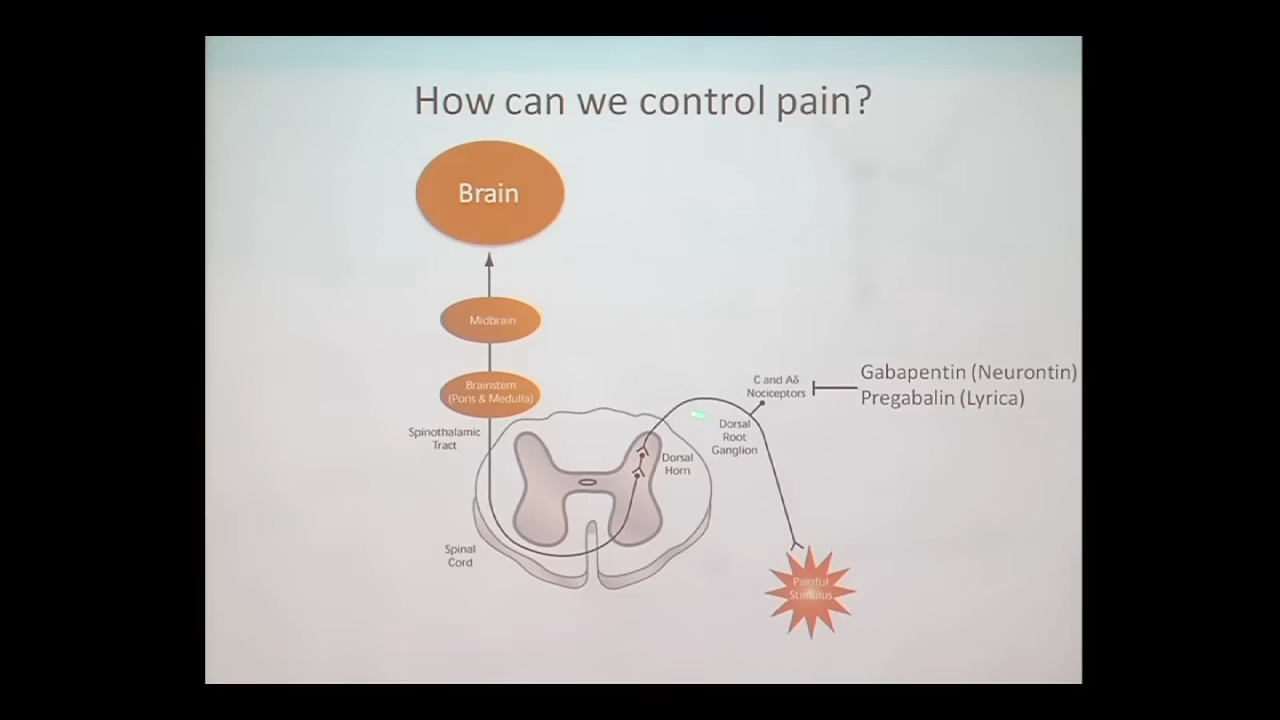 How can we control pain?
Brain
Midbrain
Brainstem
(Pons & Medulla)
Spinothalamic
Tract
C and Aδ
Nociceptors
Gabapentin (Neurontin)
Pregabalin (Lyrica)
Dorsal
Root
Ganglion
Dorsal
Horn
Spinal
Cord
Painful
Stimulus